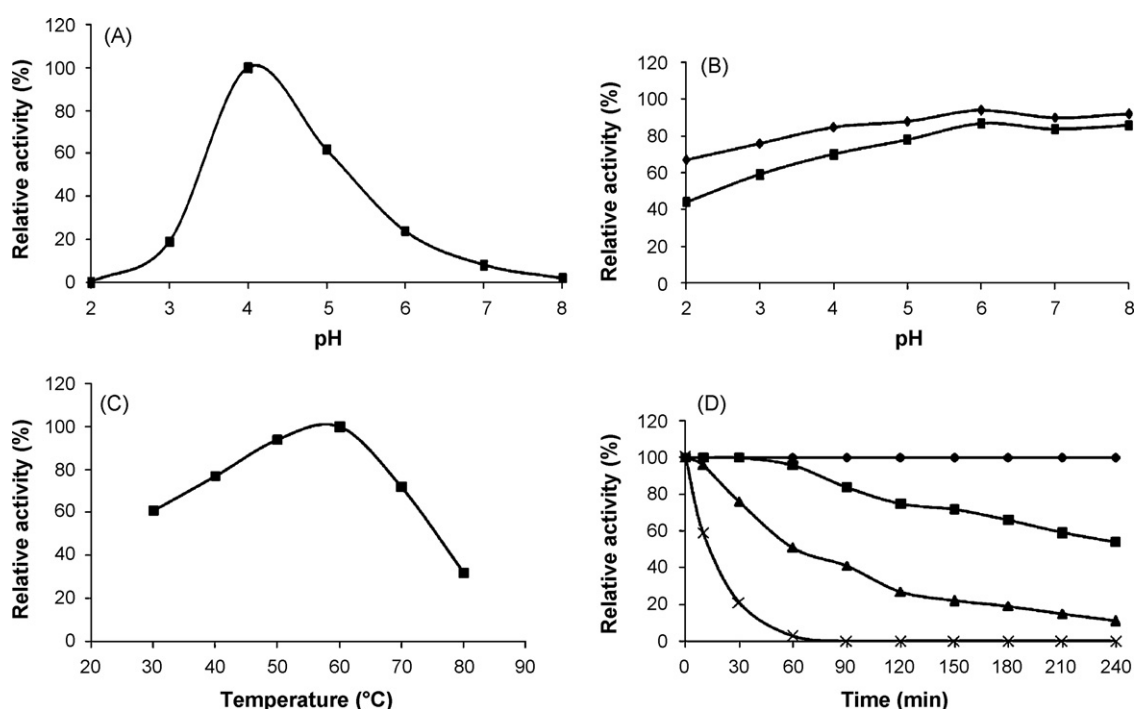 (A)
Relative activity (%)
120
100
80
60
40
20
0
2 3 4 5 6 7 8
pH
(B)
Relative activity (%)
120
100
80
60
40
20
0
2 3 4 5 6 7 8
pH
(C)
Relative activity (%)
120
100
80
60
40
20
0
20 30 40 50 60 70 80 90
Temperature (°C)
(D)
Relative activity (%)
120
100
80
60
40
20
0
0 30 60 90 120 150 180 210 240
Time (min)